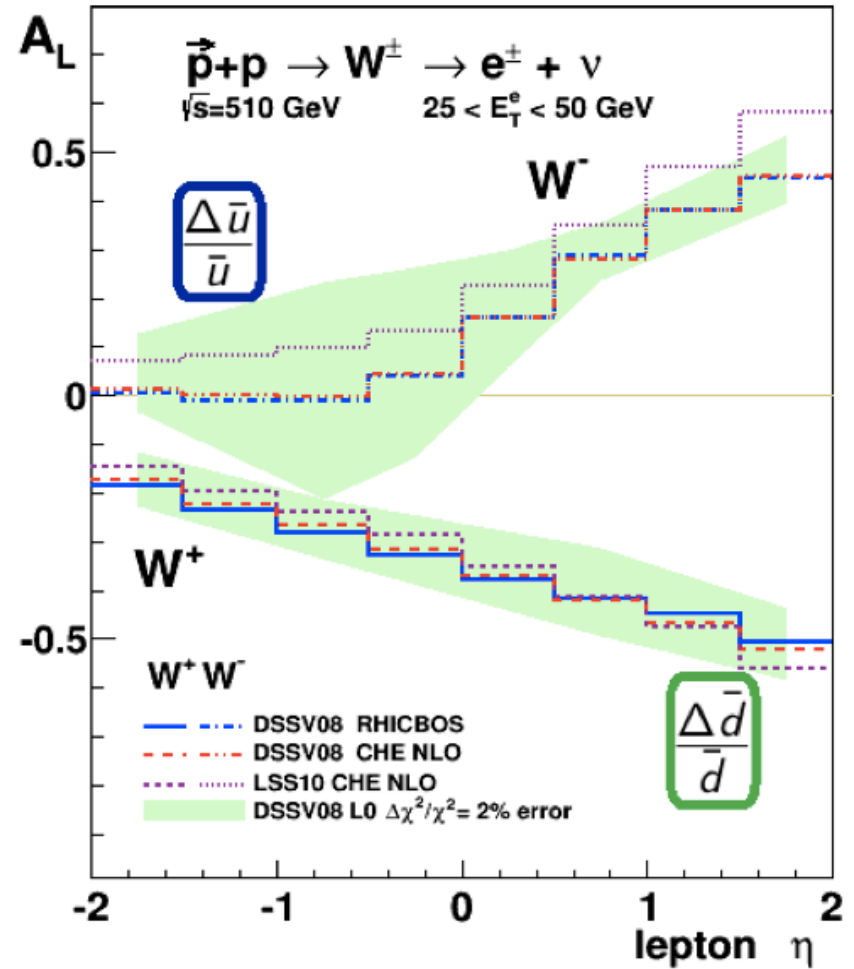 A_L
p⃗+p → W± → e± + ν
√s=510 GeV 25 < E_T^e < 50 GeV
0.5
W⁻
Δū
ū
0
W⁺
-0.5
W⁺ W⁻
Δd̄
d̄
DSSV08 RHICBOS
DSSV08 CHE NLO
LSS10 CHE NLO
DSSV08 L0 Δχ²/χ²= 2% error
-2 -1 0 1 2
lepton η